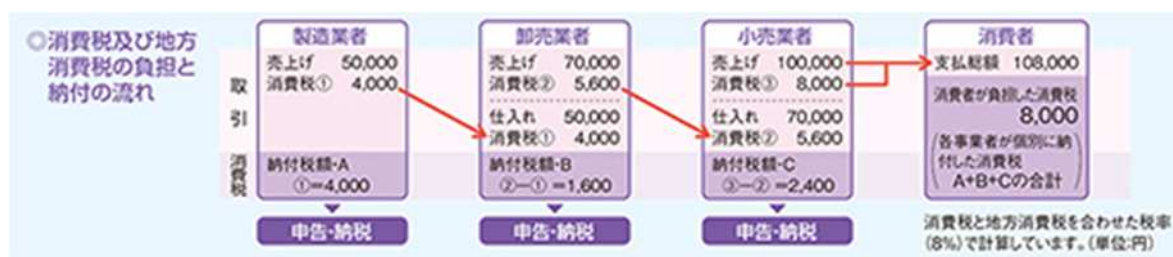 ◎消費税及び地方
消費税の負担と
納付の流れ
取
引
消費税
製造業者
売上げ 50,000
消費税① 4,000
納付税額-A
①=4,000
申告・納税
卸売業者
売上げ 70,000
消費税② 5,600
仕入れ 50,000
消費税① 4,000
納付税額-B
②-①=1,600
申告・納税
小売業者
売上げ 100,000
消費税③ 8,000
仕入れ 70,000
消費税② 5,600
納付税額-C
③-②=2,400
申告・納税
消費者
支払総額 108,000
消費者が負担した消費税
8,000
(各事業者が個別に納
付した消費税
A+B+Cの合計)
消費税と地方消費税を合わせた税率
(8%)で計算しています。(単位:円)